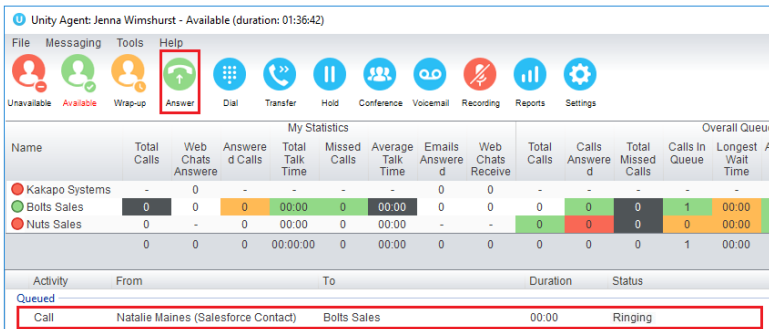 Unity Agent: Jenna Wimshurst - Available (duration: 01:36:42)
File Messaging Tools Help
Unavailable Available Wrap-up Answer Dial Transfer Hold Conference Voicemail Recording Reports Settings
My Statistics Overall Queu
Name Total Calls Web Chats Answere Answere d Calls Total Talk Time Missed Calls Average Talk Time Emails Answere d Web Chats Receive Total Calls Calls Answere d Total Missed Calls Calls In Queue Longest Wait Time A
Kakapo Systems - 0 - - - - 0 0 - - - - -
Bolts Sales 0 0 0 00:00 0 00:00 0 0 0 0 0 1 00:00
Nuts Sales 0 - 0 00:00 0 00:00 - - 0 0 0 0 00:00
0 0 0 00:00:00 0 00:00 0 0 0 0 0 1 00:00
Activity From To Duration Status
Queued
Call Natalie Maines (Salesforce Contact) Bolts Sales 00:00 Ringing